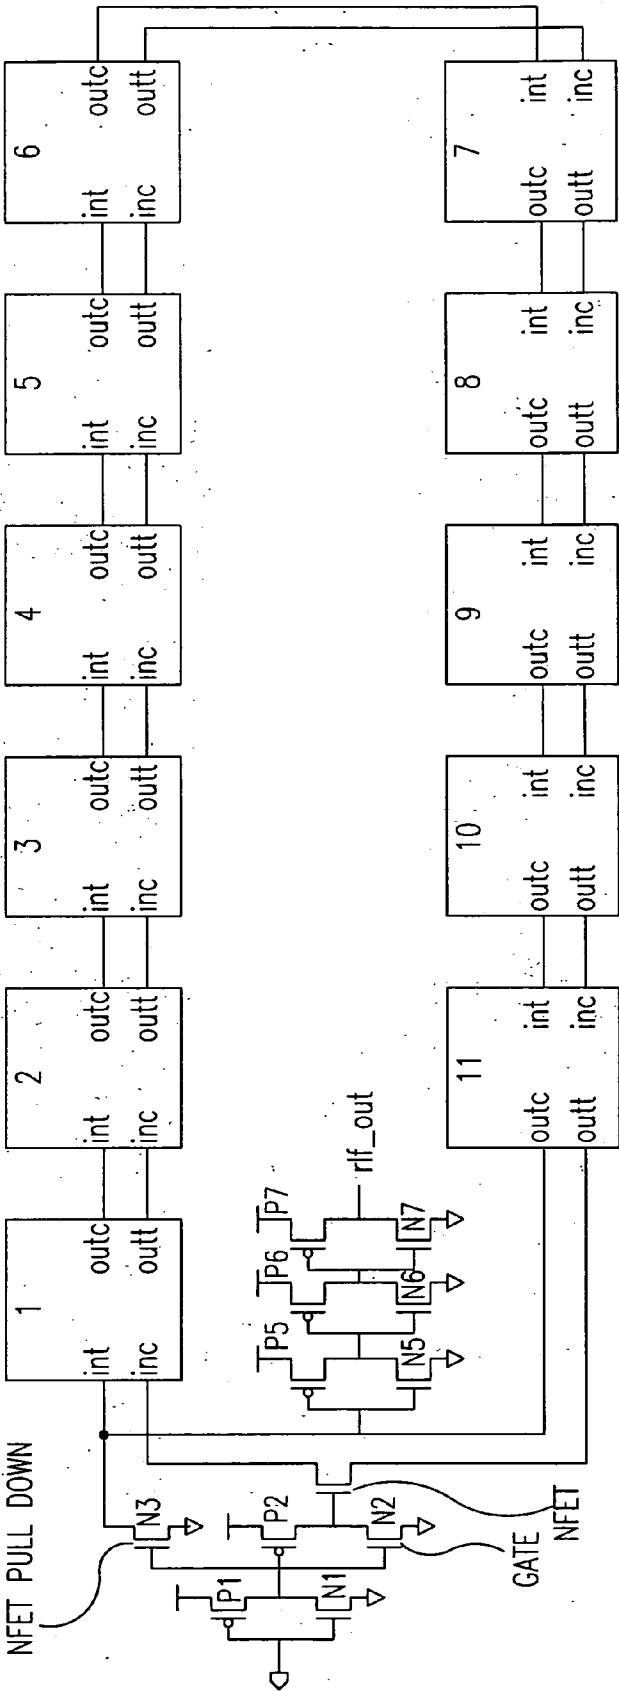 NFET PULL DOWN
1
int
outc
inc
outt
2
int
outc
inc
outt
3
int
outc
inc
outt
4
int
outc
inc
outt
5
int
outc
inc
outt
6
int
outc
inc
outt
N3
P1
N1
P2
N2
GATE
NFET
P5
N5
P6
N6
P7
N7
rlf_out
11
outc
int
outt
inc
10
outc
int
outt
inc
9
outc
int
outt
inc
8
outc
int
outt
inc
7
outc
int
outt
inc